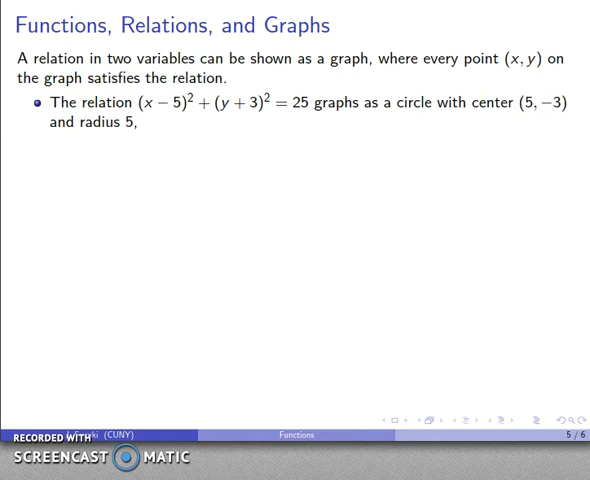 Functions, Relations, and Graphs
A relation in two variables can be shown as a graph, where every point (x, y) on
the graph satisfies the relation.
The relation (x − 5)² + (y + 3)² = 25 graphs as a circle with center (5, −3)
and radius 5,
(CUNY) Functions 5 / 6
RECORDED WITH
SCREENCAST MATIC